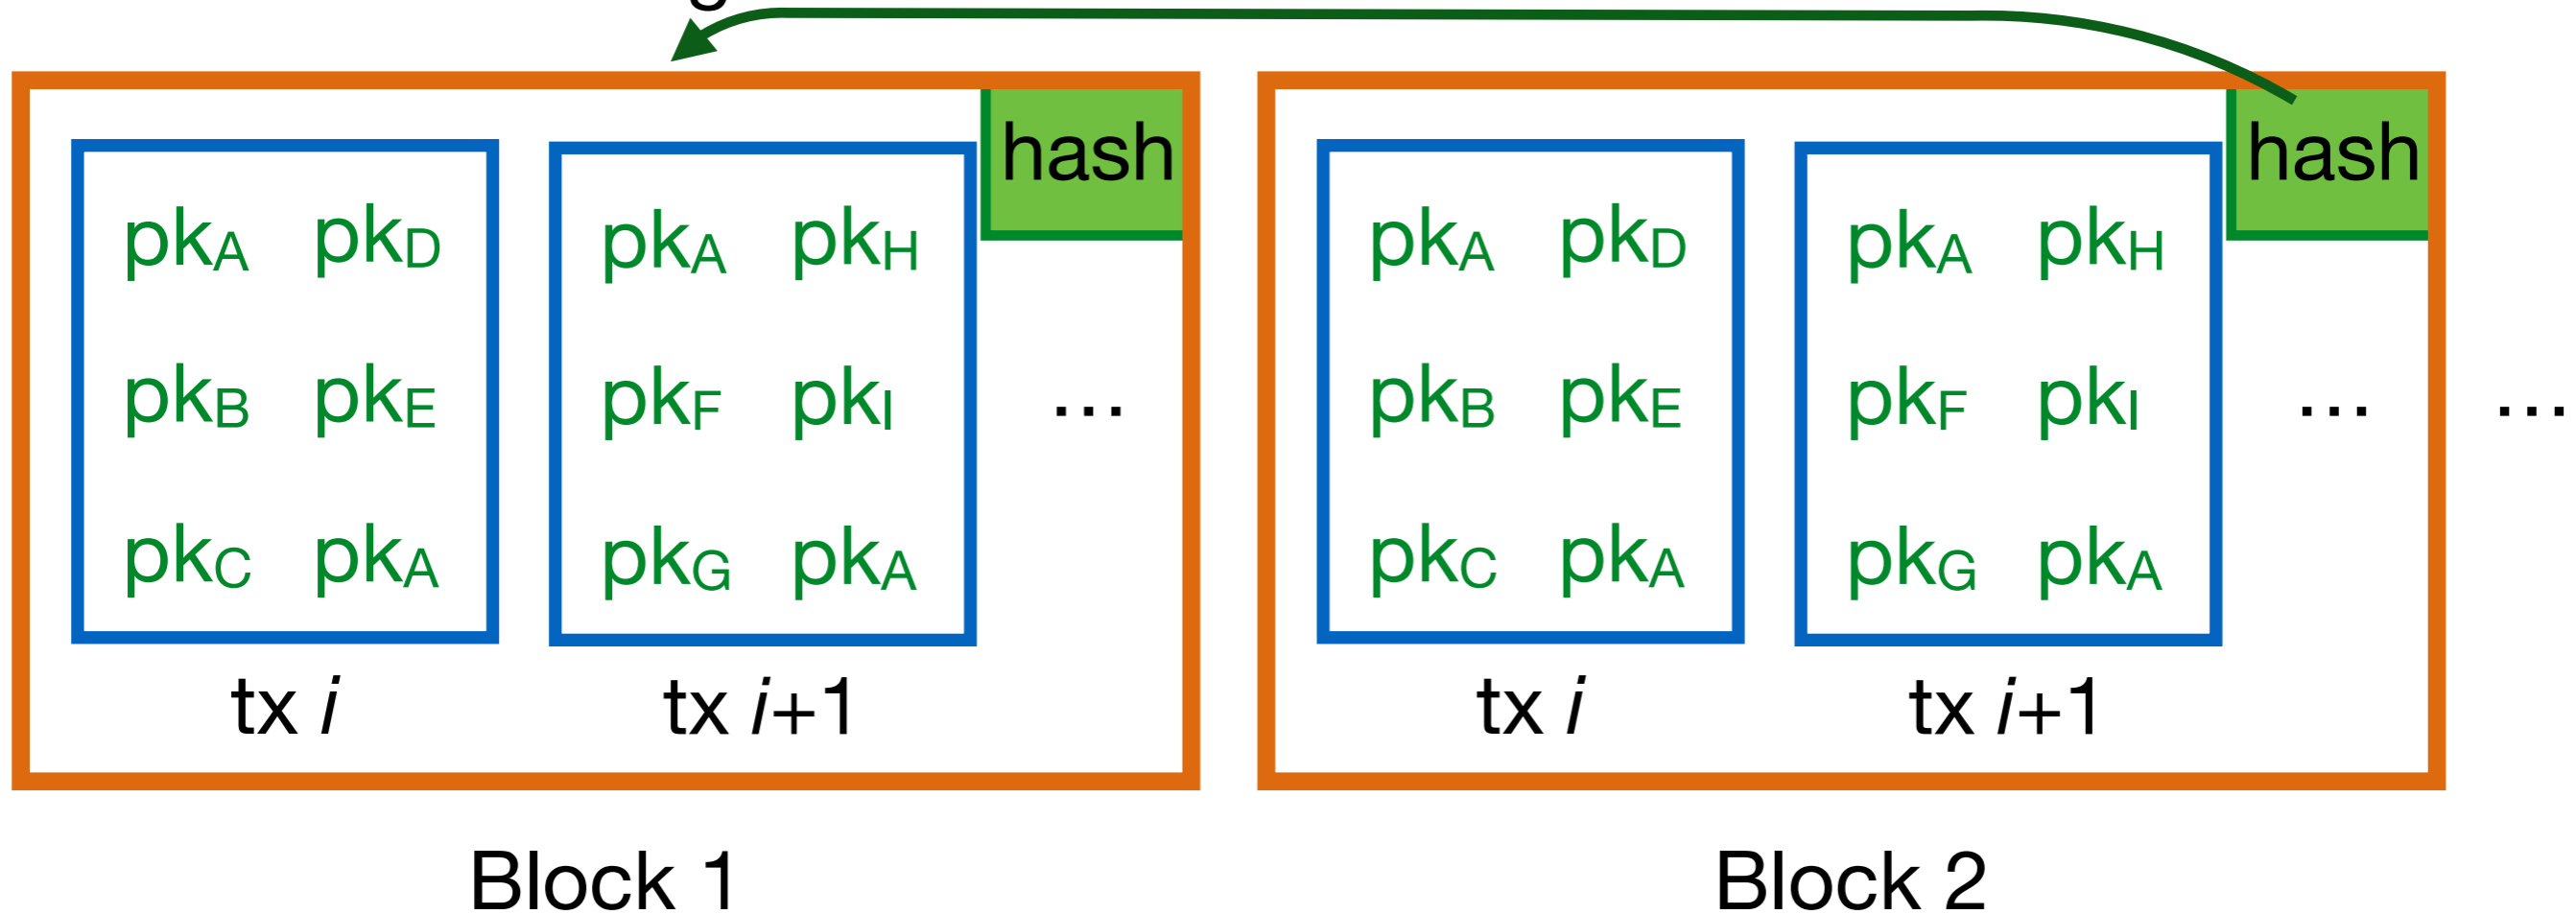 hash
pkA pkD pkA pkH
pkB pkE pkF pkI ...
pkC pkA pkG pkA
tx i tx i+1
Block 1
hash
pkA pkD pkA pkH
pkB pkE pkF pkI ... ...
pkC pkA pkG pkA
tx i tx i+1
Block 2